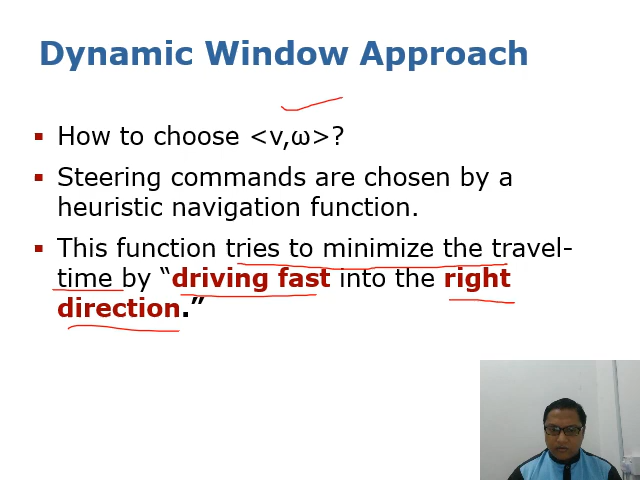 Dynamic Window Approach
▪ How to choose <v,ω>?
▪ Steering commands are chosen by a
heuristic navigation function.
▪ This function tries to minimize the travel-
time by “driving fast into the right
direction.”